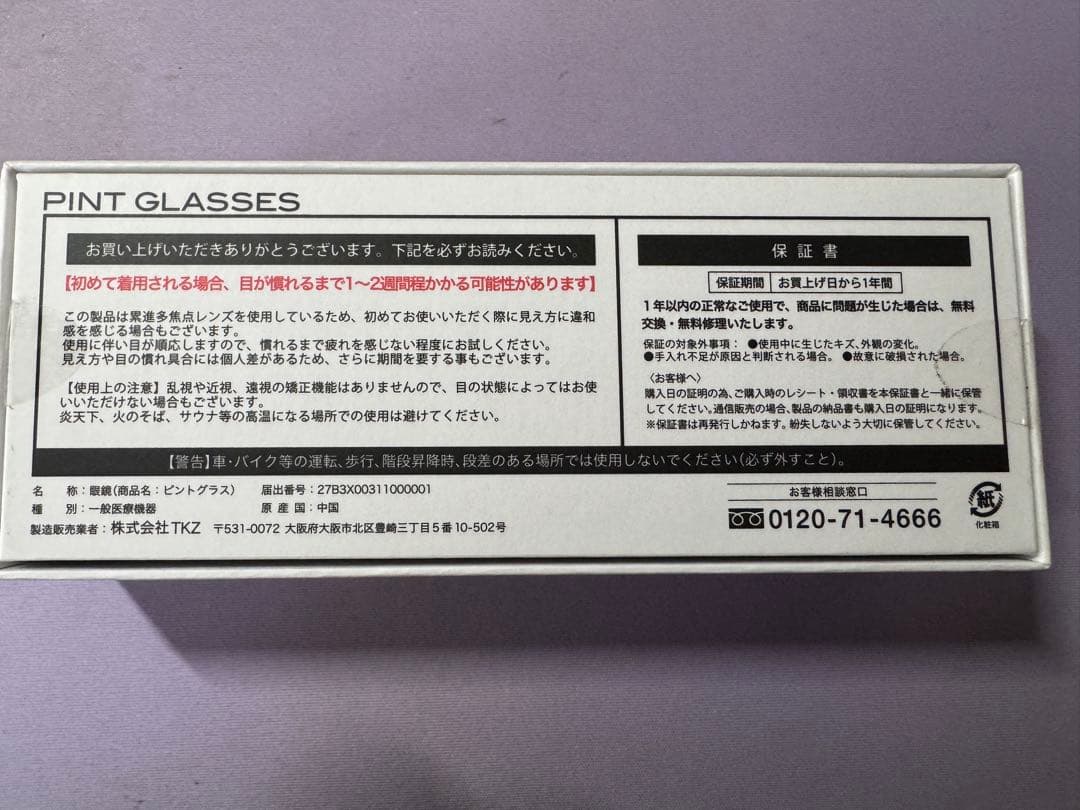 PINT GLASSES
お買い上げいただきありがとうございます。下記を必ずお読みください。
【初めて着用される場合、目が慣れるまで1〜2週間程かかる可能性があります】
この製品は累進多焦点レンズを使用しているため、初めてお使いいただく際に見え方に違和
感を感じる場合もございます。
使用に伴い目が順応しますので、慣れるまで疲れを感じない程度にお試しください。
見え方や目の慣れ具合には個人差があるため、さらに期間を要する事もございます。
【使用上の注意】乱視や近視、遠視の矯正機能はありませんので、目の状態によってはお使
いいただけない場合もございます。
炎天下、火のそば、サウナ等の高温になる場所での使用は避けてください。
保証書
保証期間 お買上げ日から1年間
1年以内の正常なご使用で、商品に問題が生じた場合は、無料
交換・無料修理いたします。
保証の対象外事項： ●使用中に生じたキズ、外観の変化。
●手入れ不足が原因と判断される場合。 ●故意に破損された場合。
〈お客様へ〉
購入日の証明の為、ご購入時のレシート・領収書を本保証書と一緒に保管
してください。通信販売の場合、製品の納品書も購入日の証明になります。
※保証書は再発行しかねます。紛失しないよう大切に保管してください。
【警告】車・バイク等の運転、歩行、階段昇降時、段差のある場所では使用しないでください（必ず外すこと）。
名 称：眼鏡（商品名：ピントグラス） 届出番号：27B3X00311000001
種 別：一般医療機器 原産国：中国
製造販売業者：株式会社TKZ 〒531-0072 大阪府大阪市北区豊崎三丁目5番10-502号
お客様相談窓口
0120-71-4666
紙
化粧箱